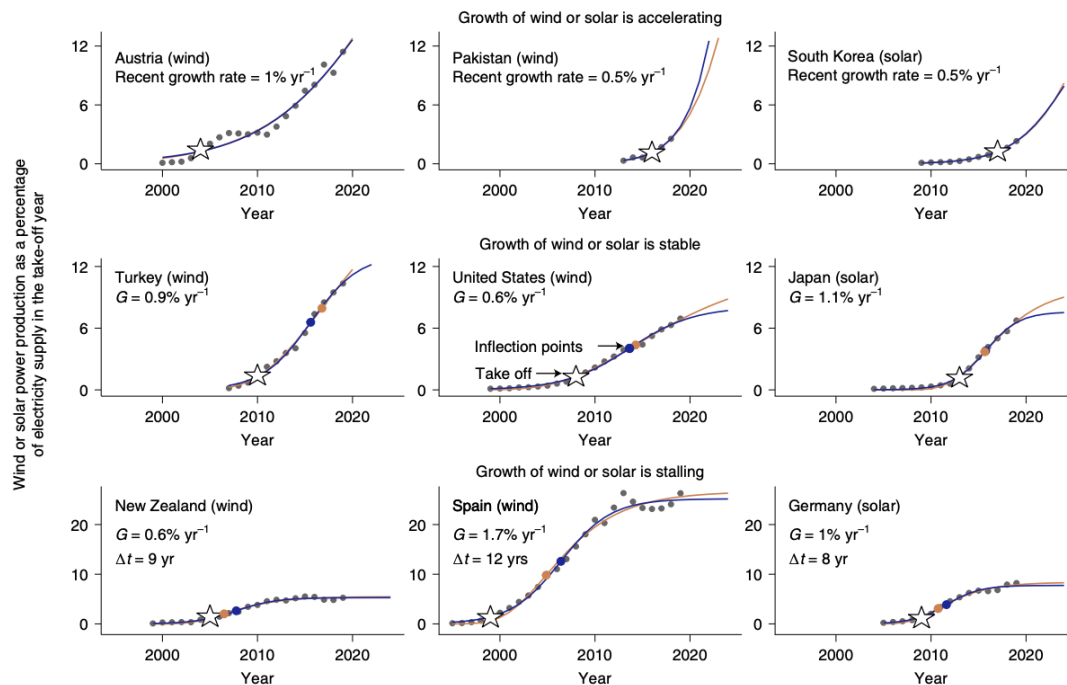 Growth of wind or solar is accelerating
12
6
0
Austria (wind)
Recent growth rate = 1% yr⁻¹
2000
2010
2020
Year
12
6
0
Pakistan (wind)
Recent growth rate = 0.5% yr⁻¹
2000
2010
2020
Year
12
6
0
South Korea (solar)
Recent growth rate = 0.5% yr⁻¹
2000
2010
2020
Year
Wind or solar power production as a percentage
of electricity supply in the take-off year
Growth of wind or solar is stable
12
6
0
Turkey (wind)
G = 0.9% yr⁻¹
2000
2010
2020
Year
12
6
0
United States (wind)
G = 0.6% yr⁻¹
Inflection points
Take off
2000
2010
2020
Year
12
6
0
Japan (solar)
G = 1.1% yr⁻¹
2000
2010
2020
Year
Growth of wind or solar is stalling
20
10
0
New Zealand (wind)
G = 0.6% yr⁻¹
Δt = 9 yr
2000
2010
2020
Year
20
10
0
Spain (wind)
G = 1.7% yr⁻¹
Δt = 12 yrs
2000
2010
2020
Year
20
10
0
Germany (solar)
G = 1% yr⁻¹
Δt = 8 yr
2000
2010
2020
Year